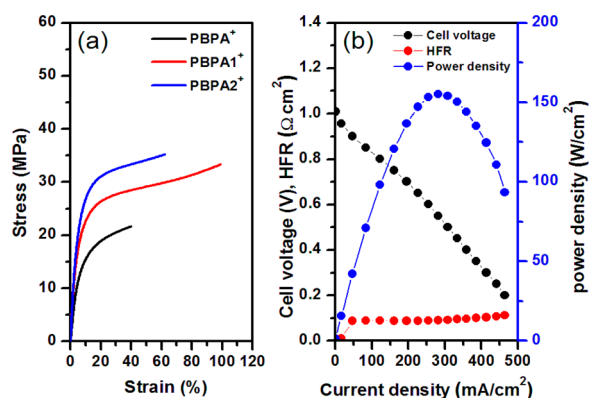 (a)
PBPA+
PBPA1+
PBPA2+
Stress (MPa)
60
50
40
30
20
10
0
0 20 40 60 80 100 120
Strain (%)
(b)
Cell voltage
HFR
Power density
Cell voltage (V), HFR (Ω cm²)
1.4
1.2
1.0
0.8
0.6
0.4
0.2
0.0
200
150
100
50
0
power density (W/cm²)
0 100 200 300 400 500
Current density (mA/cm²)